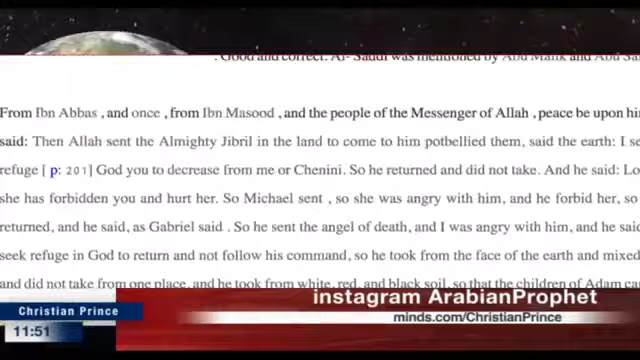 . Good and correct. Al- Saddi was mentioned by Abu Malik and Abu Sal
From Ibn Abbas , and once , from Ibn Masood , and the people of the Messenger of Allah , peace be upon hi
said: Then Allah sent the Almighty Jibril in the land to come to him potbellied them, said the earth: I se
refuge [ p: 201] God you to decrease from me or Chenini. So he returned and did not take. And he said: Lo
she has forbidden you and hurt her. So Michael sent , so she was angry with him, and he forbid her, so
returned, and he said, as Gabriel said . So he sent the angel of death, and I was angry with him, and he said
seek refuge in God to return and not follow his command, so he took from the face of the earth and mixed
and did not take from one place, and he took from white, red, and black soil, so that the children of Adam ca
instagram ArabianProphet
Christian Prince
minds.com/ChristianPrince
11:51